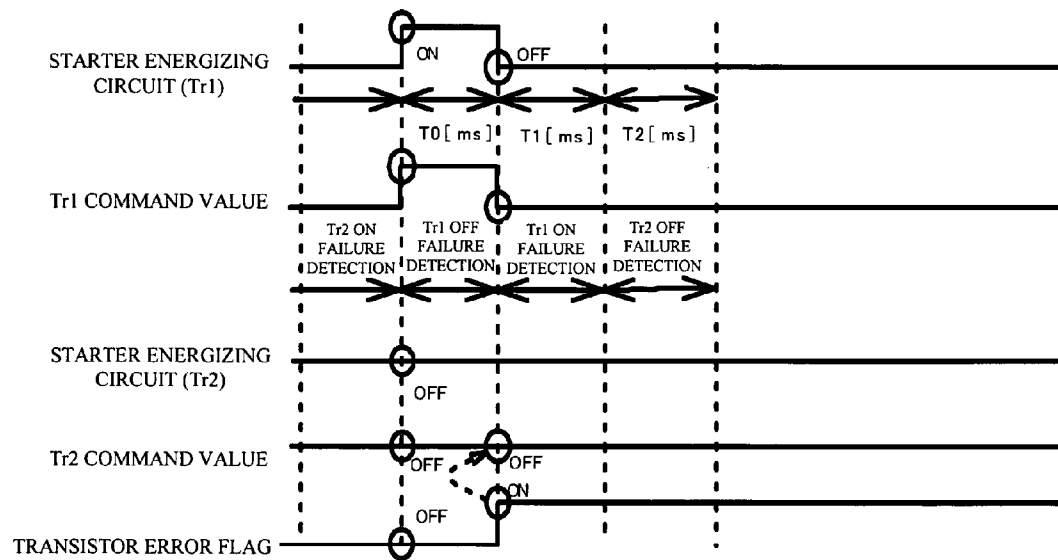 STARTER ENERGIZING
CIRCUIT (Tr1)
ON
OFF
T0[ms]
T1[ms]
T2[ms]
Tr1 COMMAND VALUE
Tr2 ON
FAILURE
DETECTION
Tr1 OFF
FAILURE
DETECTION
Tr1 ON
FAILURE
DETECTION
Tr2 OFF
FAILURE
DETECTION
STARTER ENERGIZING
CIRCUIT (Tr2)
OFF
Tr2 COMMAND VALUE
OFF
OFF
ON
OFF
TRANSISTOR ERROR FLAG